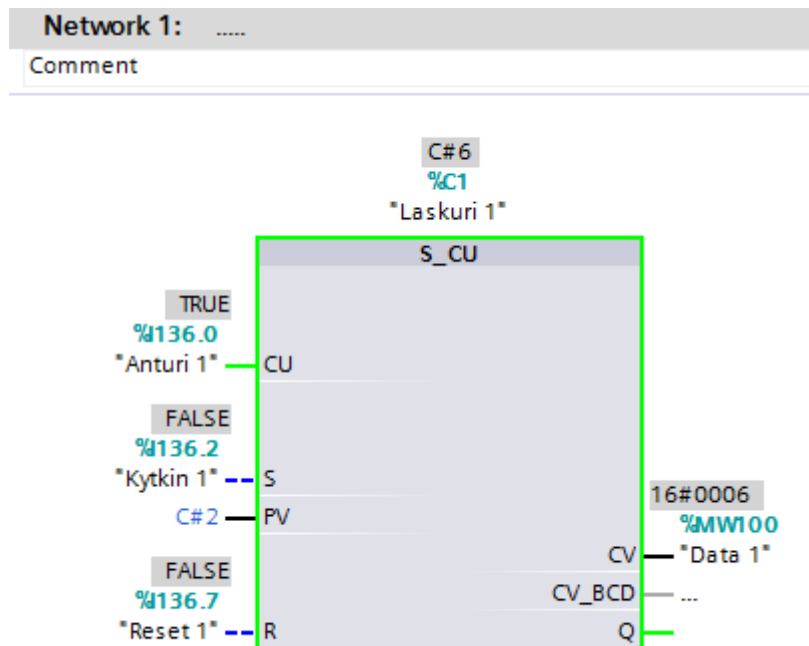 Network 1: .....
Comment
C#6
%C1
"Laskuri 1"
S_CU
TRUE
%I136.0
"Anturi 1"
CU
FALSE
%I136.2
"Kytkin 1"
S
C#2
PV
16#0006
%MW100
CV
"Data 1"
FALSE
%I136.7
CV_BCD
...
"Reset 1"
R
Q